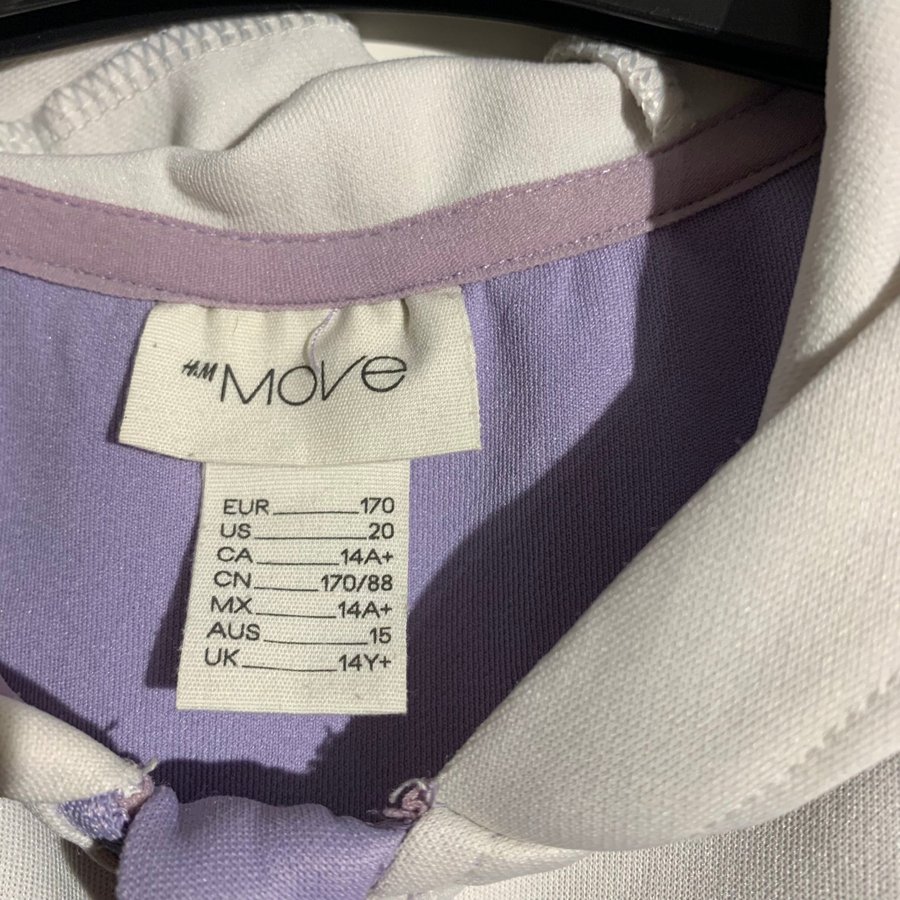 H&M Move
EUR 170
US 20
CA 14A+
CN 170/88
MX 14A+
AUS 15
UK 14Y+